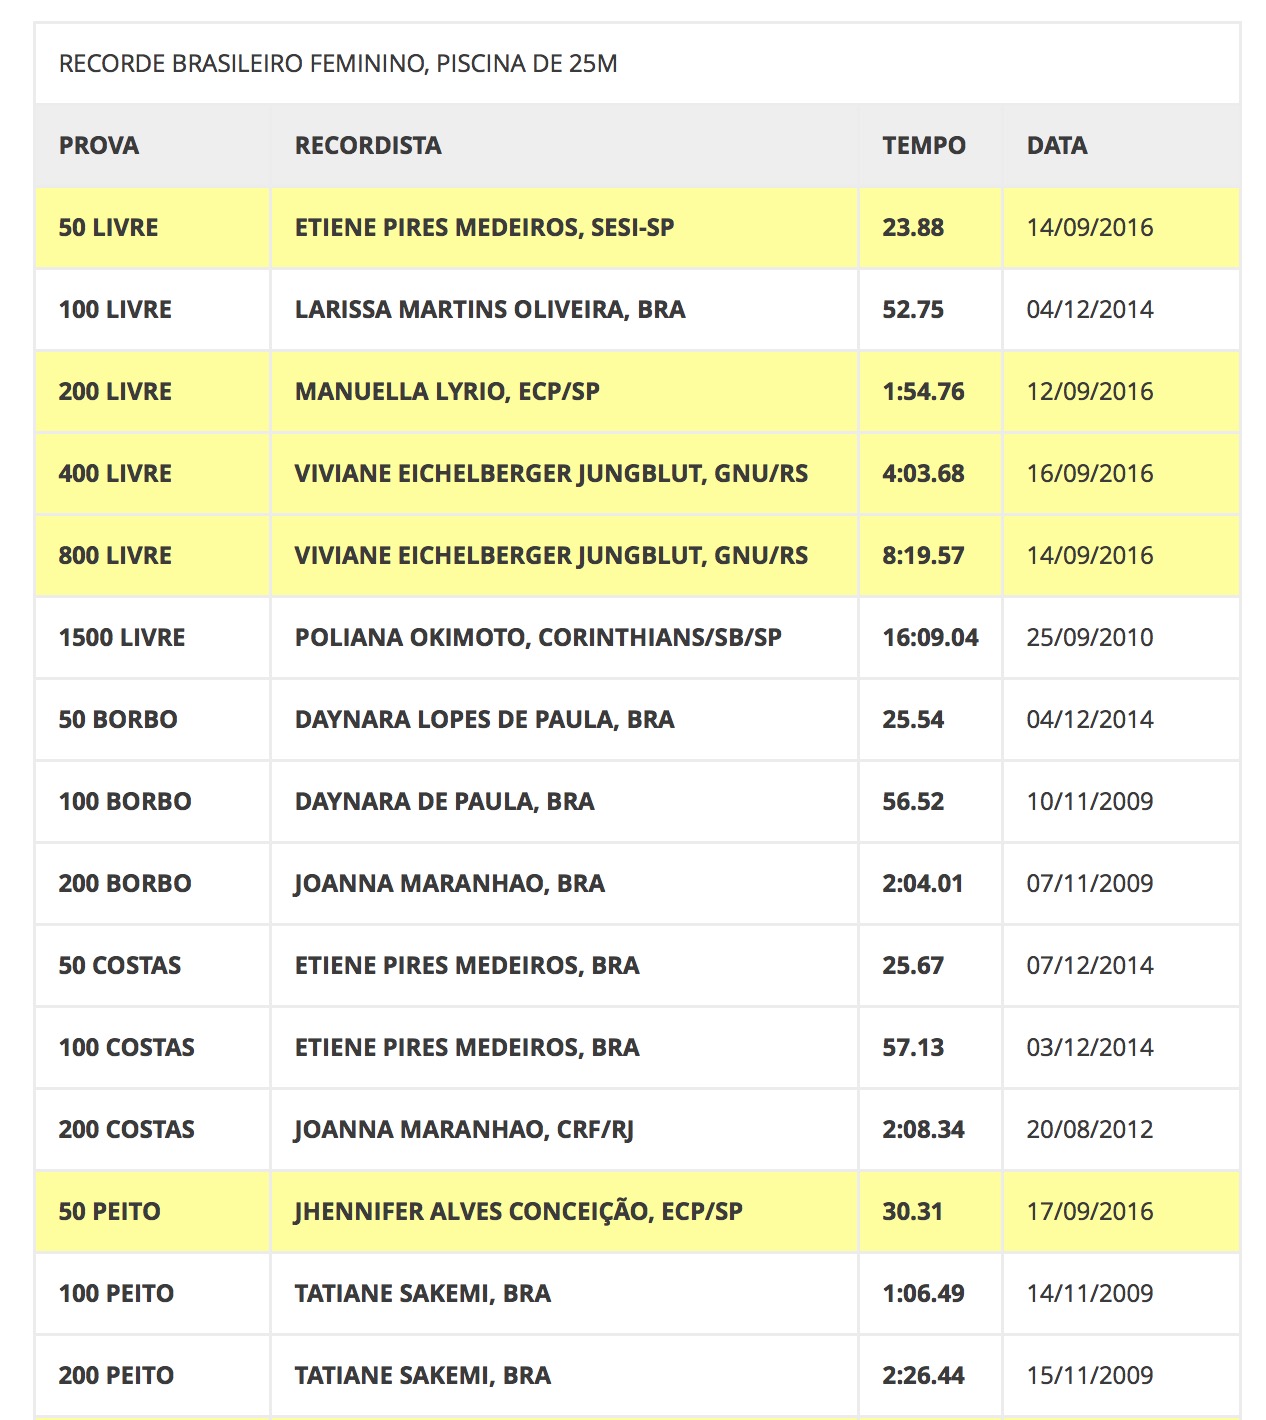 RECORDE BRASILEIRO FEMININO, PISCINA DE 25M
PROVA RECORDISTA TEMPO DATA
50 LIVRE ETIENE PIRES MEDEIROS, SESI-SP 23.88 14/09/2016
100 LIVRE LARISSA MARTINS OLIVEIRA, BRA 52.75 04/12/2014
200 LIVRE MANUELLA LYRIO, ECP/SP 1:54.76 12/09/2016
400 LIVRE VIVIANE EICHELBERGER JUNGBLUT, GNU/RS 4:03.68 16/09/2016
800 LIVRE VIVIANE EICHELBERGER JUNGBLUT, GNU/RS 8:19.57 14/09/2016
1500 LIVRE POLIANA OKIMOTO, CORINTHIANS/SB/SP 16:09.04 25/09/2010
50 BORBO DAYNARA LOPES DE PAULA, BRA 25.54 04/12/2014
100 BORBO DAYNARA DE PAULA, BRA 56.52 10/11/2009
200 BORBO JOANNA MARANHAO, BRA 2:04.01 07/11/2009
50 COSTAS ETIENE PIRES MEDEIROS, BRA 25.67 07/12/2014
100 COSTAS ETIENE PIRES MEDEIROS, BRA 57.13 03/12/2014
200 COSTAS JOANNA MARANHAO, CRF/RJ 2:08.34 20/08/2012
50 PEITO JHENNIFER ALVES CONCEIÇÃO, ECP/SP 30.31 17/09/2016
100 PEITO TATIANE SAKEMI, BRA 1:06.49 14/11/2009
200 PEITO TATIANE SAKEMI, BRA 2:26.44 15/11/2009